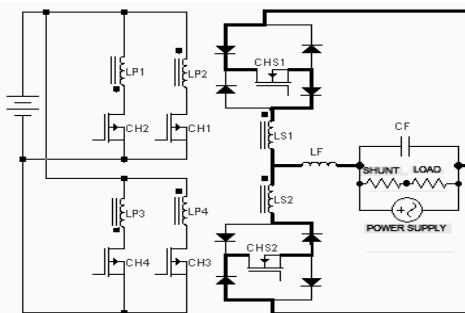 LP1
LP2
CHS1
CH2
CH1
LS1
LF
CF
SHUNT
LOAD
POWER SUPPLY
LS2
LP3
LP4
CH4
CH3
CHS2